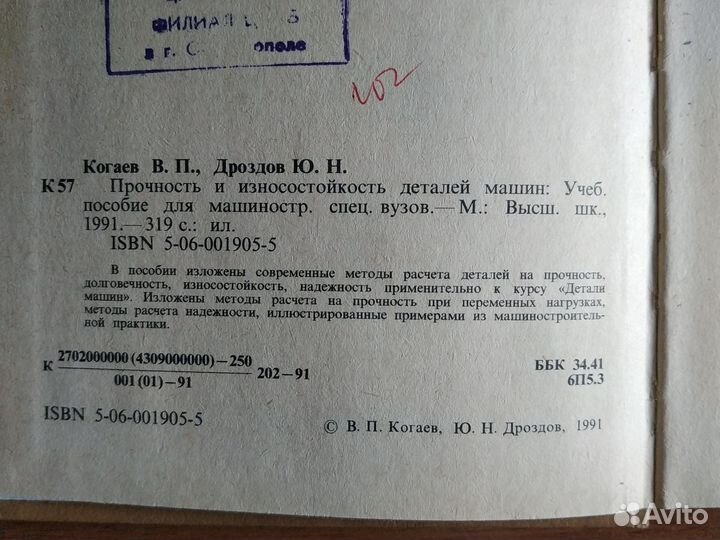 ФИЛИАЛ
в г.
402
Когаев В. П., Дроздов Ю. Н.
К57 Прочность и износостойкость деталей машин: Учеб.
пособие для машиностр. спец. вузов.— М.: Высш. шк.,
1991.— 319 с.: ил.
ISBN 5-06-001905-5
В пособии изложены современные методы расчета деталей на прочность,
долговечность, износостойкость, надежность применительно к курсу «Детали
машин». Изложены методы расчета на прочность при переменных нагрузках,
методы расчета надежности, иллюстрированные примерами из машиностроитель-
ной практики.
К 2702000000 (4309000000)—250
001 (01)—91 202—91
ББК 34.41
6П5.3
ISBN 5-06-001905-5
© В. П. Когаев, Ю. Н. Дроздов, 1991
Avito